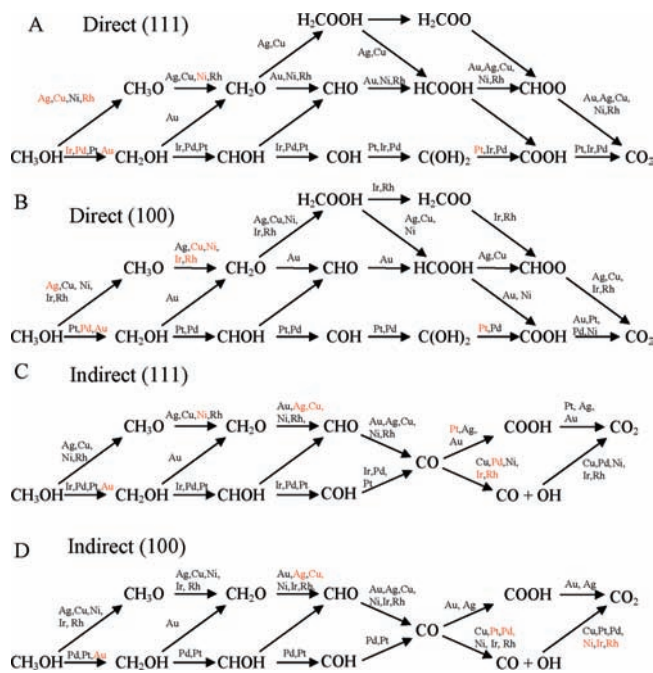 A Direct (111)
H₂COOH H₂COO
Ag,Cu Ag,Cu
Ag,Cu,Ni,Rh CH₃O Ag,Cu,Ni,Rh CH₂O Au,Ni,Rh CHO Au,Ni,Rh HCOOH Au,Ag,Cu, Ni,Rh CHOO Au,Ag,Cu, Ni,Rh
Au
CH₃OH Ir,Pd,Pt,Au CH₂OH Ir,Pd,Pt CHOH Ir,Pd,Pt COH Pt,Ir,Pd C(OH)₂ Pt,Ir,Pd COOH Pt,Ir,Pd CO₂
B Direct (100)
H₂COOH Ir,Rh H₂COO
Ag,Cu,Ni, Ir,Rh Ag,Cu, Ni Ir,Rh
Ag,Cu, Ni, Ir,Rh CH₃O Ag,Cu,Ni, Ir,Rh CH₂O Au CHO Au HCOOH Ag,Cu CHOO Ag,Cu, Ir,Rh
Au Au, Ni
CH₃OH Pt,Pd,Au CH₂OH Pt,Pd CHOH Pt,Pd COH Pt,Pd C(OH)₂ Pt,Pd COOH Au,Pt, Pd,Ni CO₂
C Indirect (111)
Ag,Cu, Ni,Rh CH₃O Ag,Cu,Ni,Rh CH₂O Au,Ag,Cu, Ni,Rh, CHO Au,Ag,Cu, Ni,Rh Pt,Ag, Au COOH Pt, Ag, Au CO₂
Au CO
CH₃OH Ir,Pd,Pt,Au CH₂OH Ir,Pd,Pt CHOH Ir,Pd,Pt COH Ir,Pd, Pt Cu,Pd,Ni, Ir,Rh CO + OH Cu,Pd,Ni, Ir,Rh
D Indirect (100)
Ag,Cu,Ni, Ir, Rh CH₃O Ag,Cu,Ni, Ir, Rh CH₂O Au,Ag,Cu, Ni,Ir,Rh CHO Au,Ag,Cu, Ni,Ir,Rh Au, Ag COOH Au, Ag CO₂
Au CO
CH₃OH Pd,Pt,Au CH₂OH Pd,Pt CHOH Pd,Pt COH Pd,Pt Cu,Pt,Pd, Ni, Ir, Rh CO + OH Cu,Pt,Pd, Ni,Ir,Rh